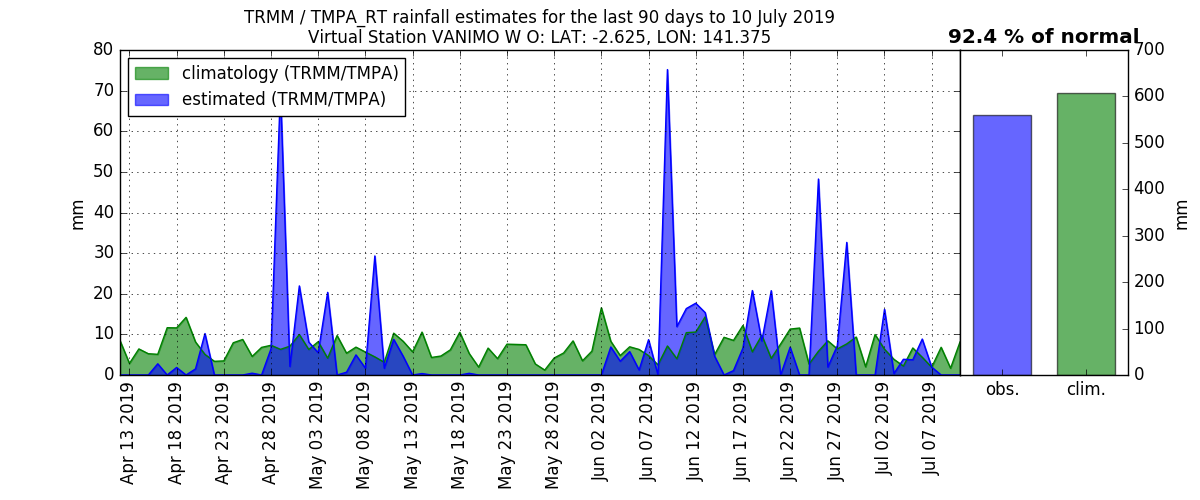 TRMM / TMPA_RT rainfall estimates for the last 90 days to 10 July 2019
Virtual Station VANIMO W O: LAT: -2.625, LON: 141.375
92.4 % of normal
climatology (TRMM/TMPA)
estimated (TRMM/TMPA)
80
70
60
50
40
30
20
10
0
mm
Apr 13 2019
Apr 18 2019
Apr 23 2019
Apr 28 2019
May 03 2019
May 08 2019
May 13 2019
May 18 2019
May 23 2019
May 28 2019
Jun 02 2019
Jun 07 2019
Jun 12 2019
Jun 17 2019
Jun 22 2019
Jun 27 2019
Jul 02 2019
Jul 07 2019
obs.
clim.
700
600
500
400
300
200
100
0
mm